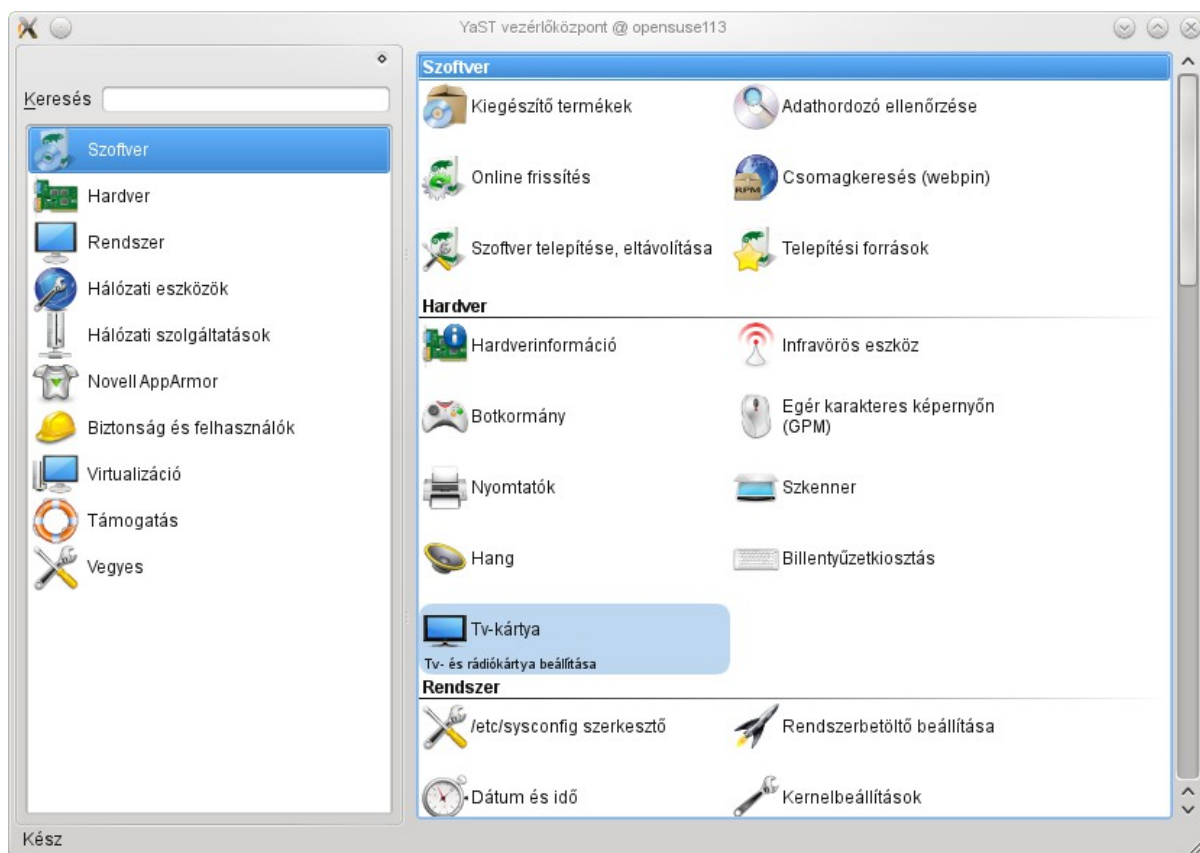 YaST vezérlőközpont @ opensuse113
Keresés
Szoftver
Hardver
Rendszer
Hálózati eszközök
Hálózati szolgáltatások
Novell AppArmor
Biztonság és felhasználók
Virtualizáció
Támogatás
Vegyes
Szoftver
Kiegészítő termékek
Adathordozó ellenőrzése
Online frissítés
RPM
Csomagkeresés (webpin)
Szoftver telepítése, eltávolítása
Telepítési források
Hardver
Hardverinformáció
Infravörös eszköz
Botkormány
Egér karakteres képernyőn
(GPM)
Nyomtatók
Szkenner
Hang
Billentyűzetkiosztás
Tv-kártya
Tv- és rádiókártya beállítása
Rendszer
/etc/sysconfig szerkesztő
Rendszerbetöltő beállítása
Dátum és idő
Kernelbeállítások
Kész